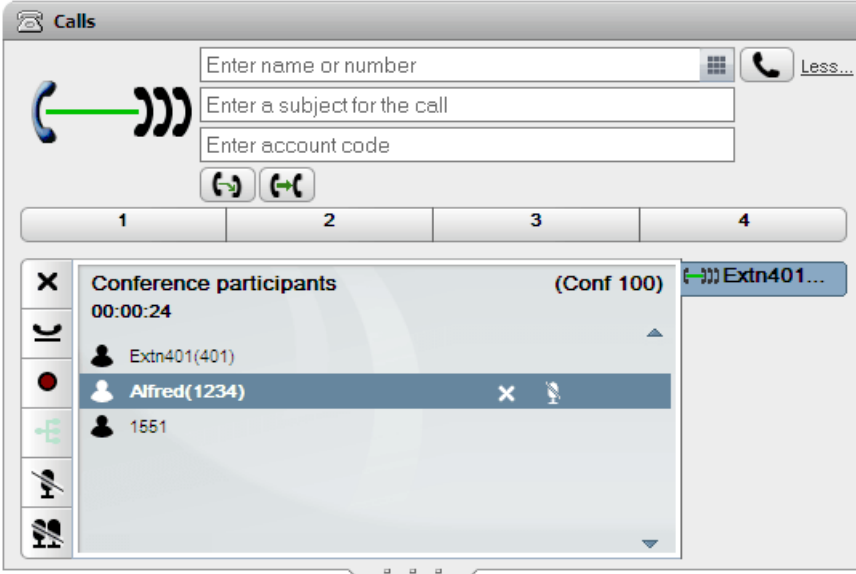 Calls
Enter name or number
Less...
Enter a subject for the call
Enter account code
1 2 3 4
Conference participants (Conf 100)
Extn401...
00:00:24
Extn401(401)
Alfred(1234)
1551